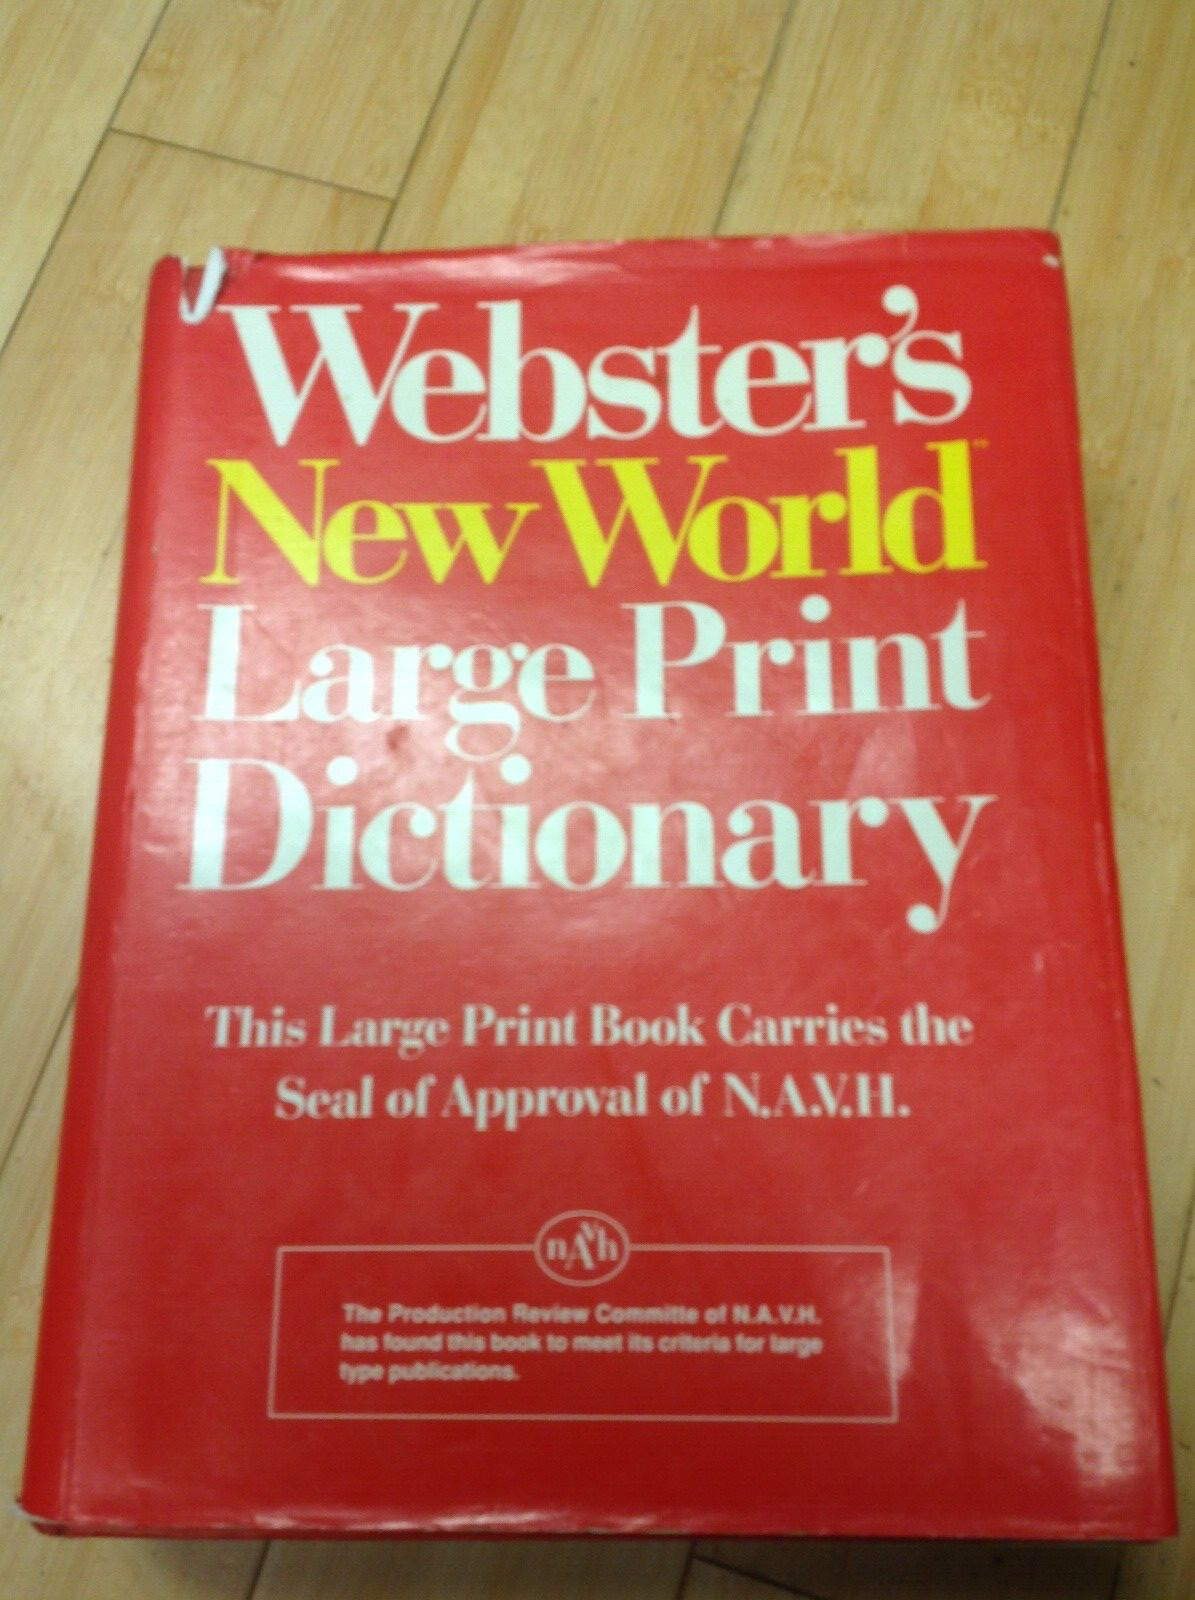 Webster's
New World™
Large Print
Dictionary
This Large Print Book Carries the
Seal of Approval of N.A.V.H.
nAvh
The Production Review Committe of N.A.V.H.
has found this book to meet its criteria for large
type publications.